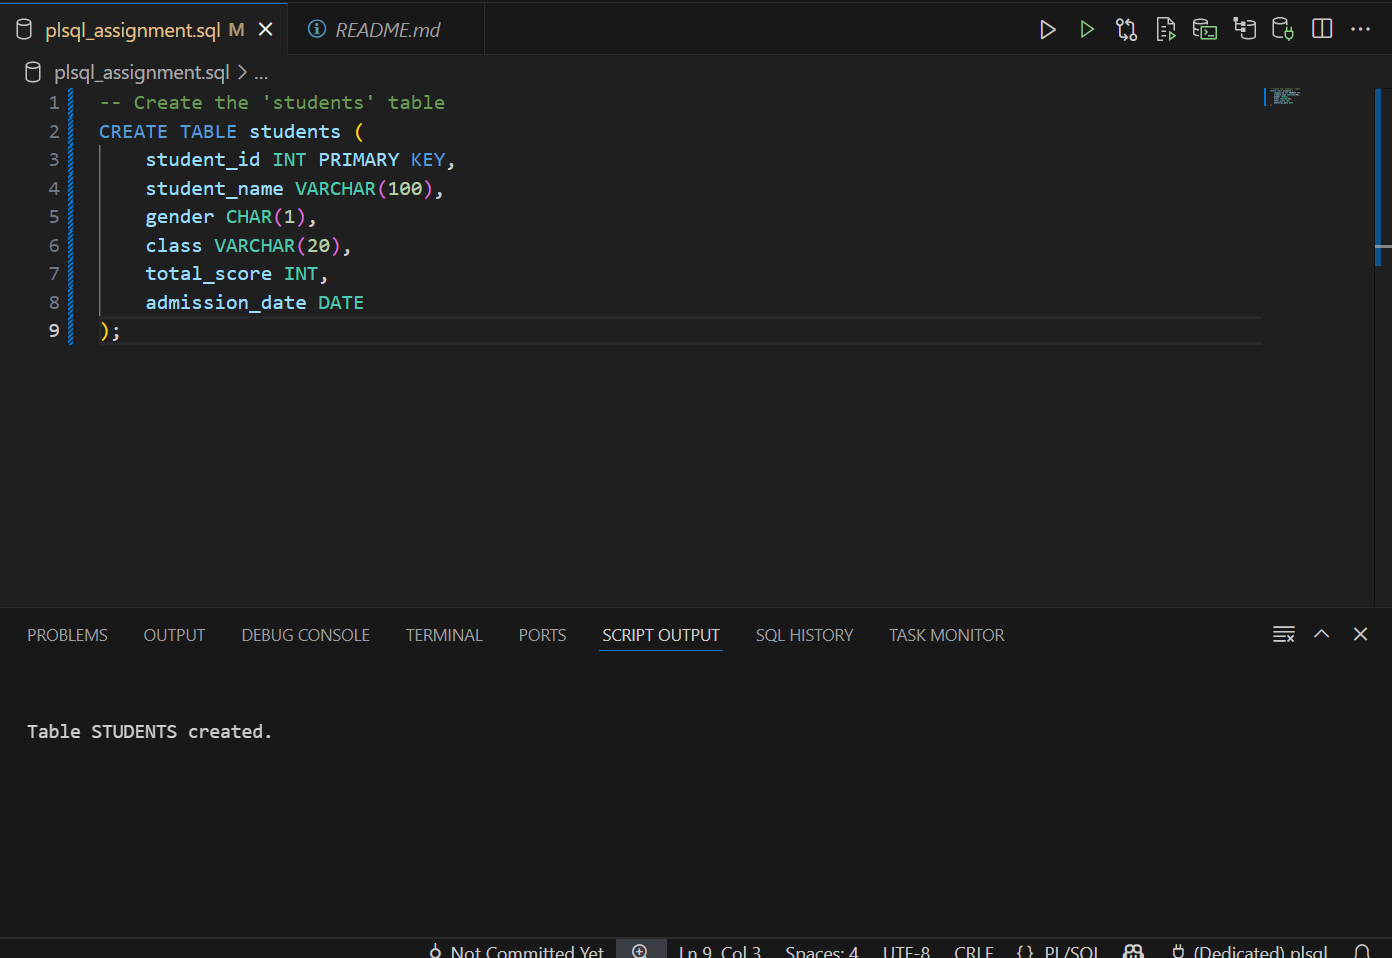 plsql_assignment.sql M
README.md
plsql_assignment.sql > ...
1 -- Create the 'students' table
2 CREATE TABLE students (
3 student_id INT PRIMARY KEY,
4 student_name VARCHAR(100),
5 gender CHAR(1),
6 class VARCHAR(20),
7 total_score INT,
8 admission_date DATE
9 );
PROBLEMS OUTPUT DEBUG CONSOLE TERMINAL PORTS SCRIPT OUTPUT SQL HISTORY TASK MONITOR
Table STUDENTS created.
Not Committed Yet Ln 9, Col 3 Spaces: 4 UTF-8 CRLF {} PL/SQL (Dedicated) plsql